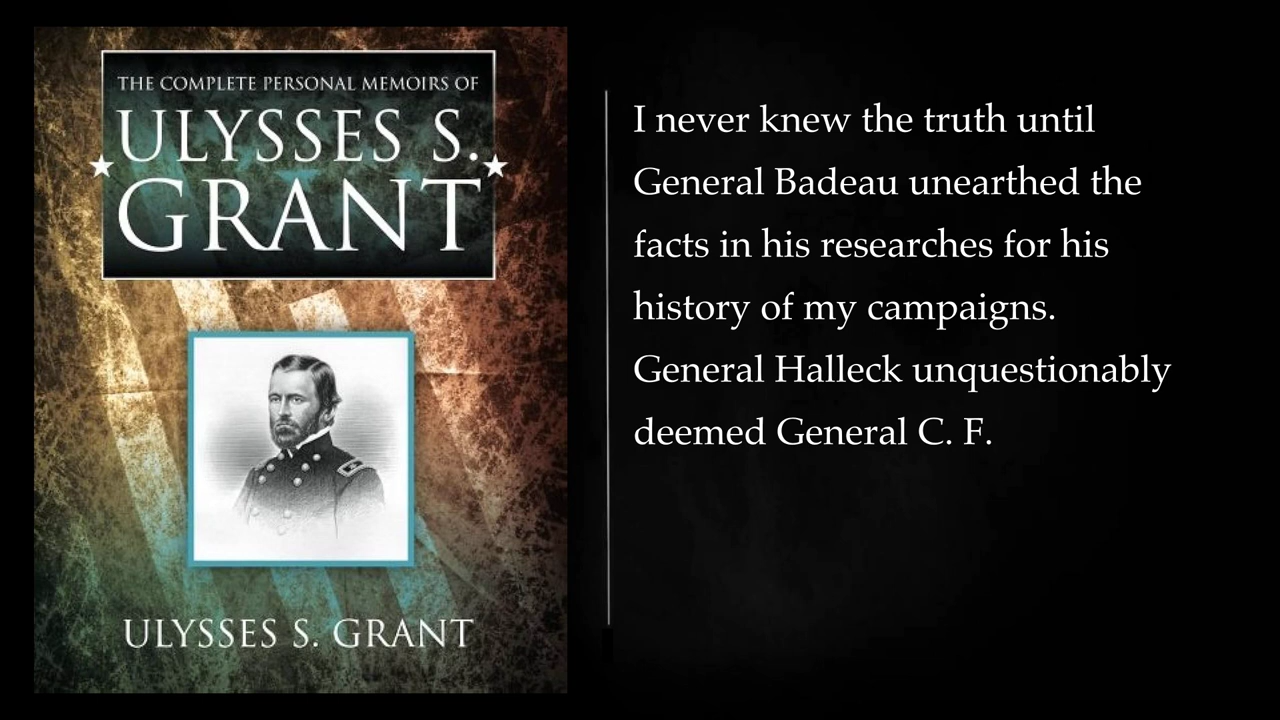 THE COMPLETE PERSONAL MEMOIRS OF
ULYSSES S.
GRANT
ULYSSES S. GRANT
I never knew the truth until
General Badeau unearthed the
facts in his researches for his
history of my campaigns.
General Halleck unquestionably
deemed General C. F.